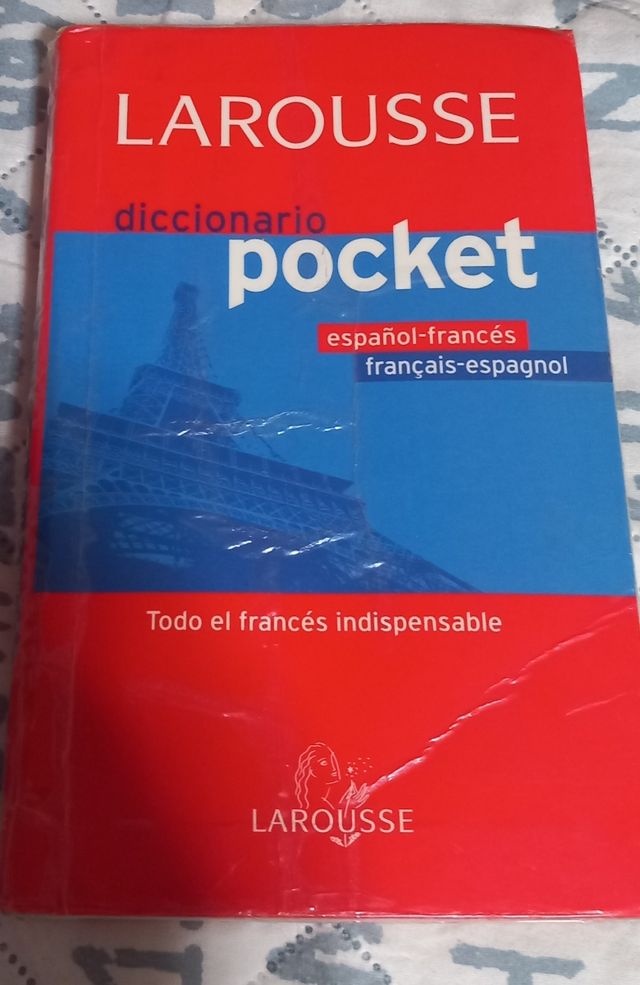 LAROUSSE
diccionario
pocket
español-francés
français-espagnol
Todo el francés indispensable
LAROUSSE